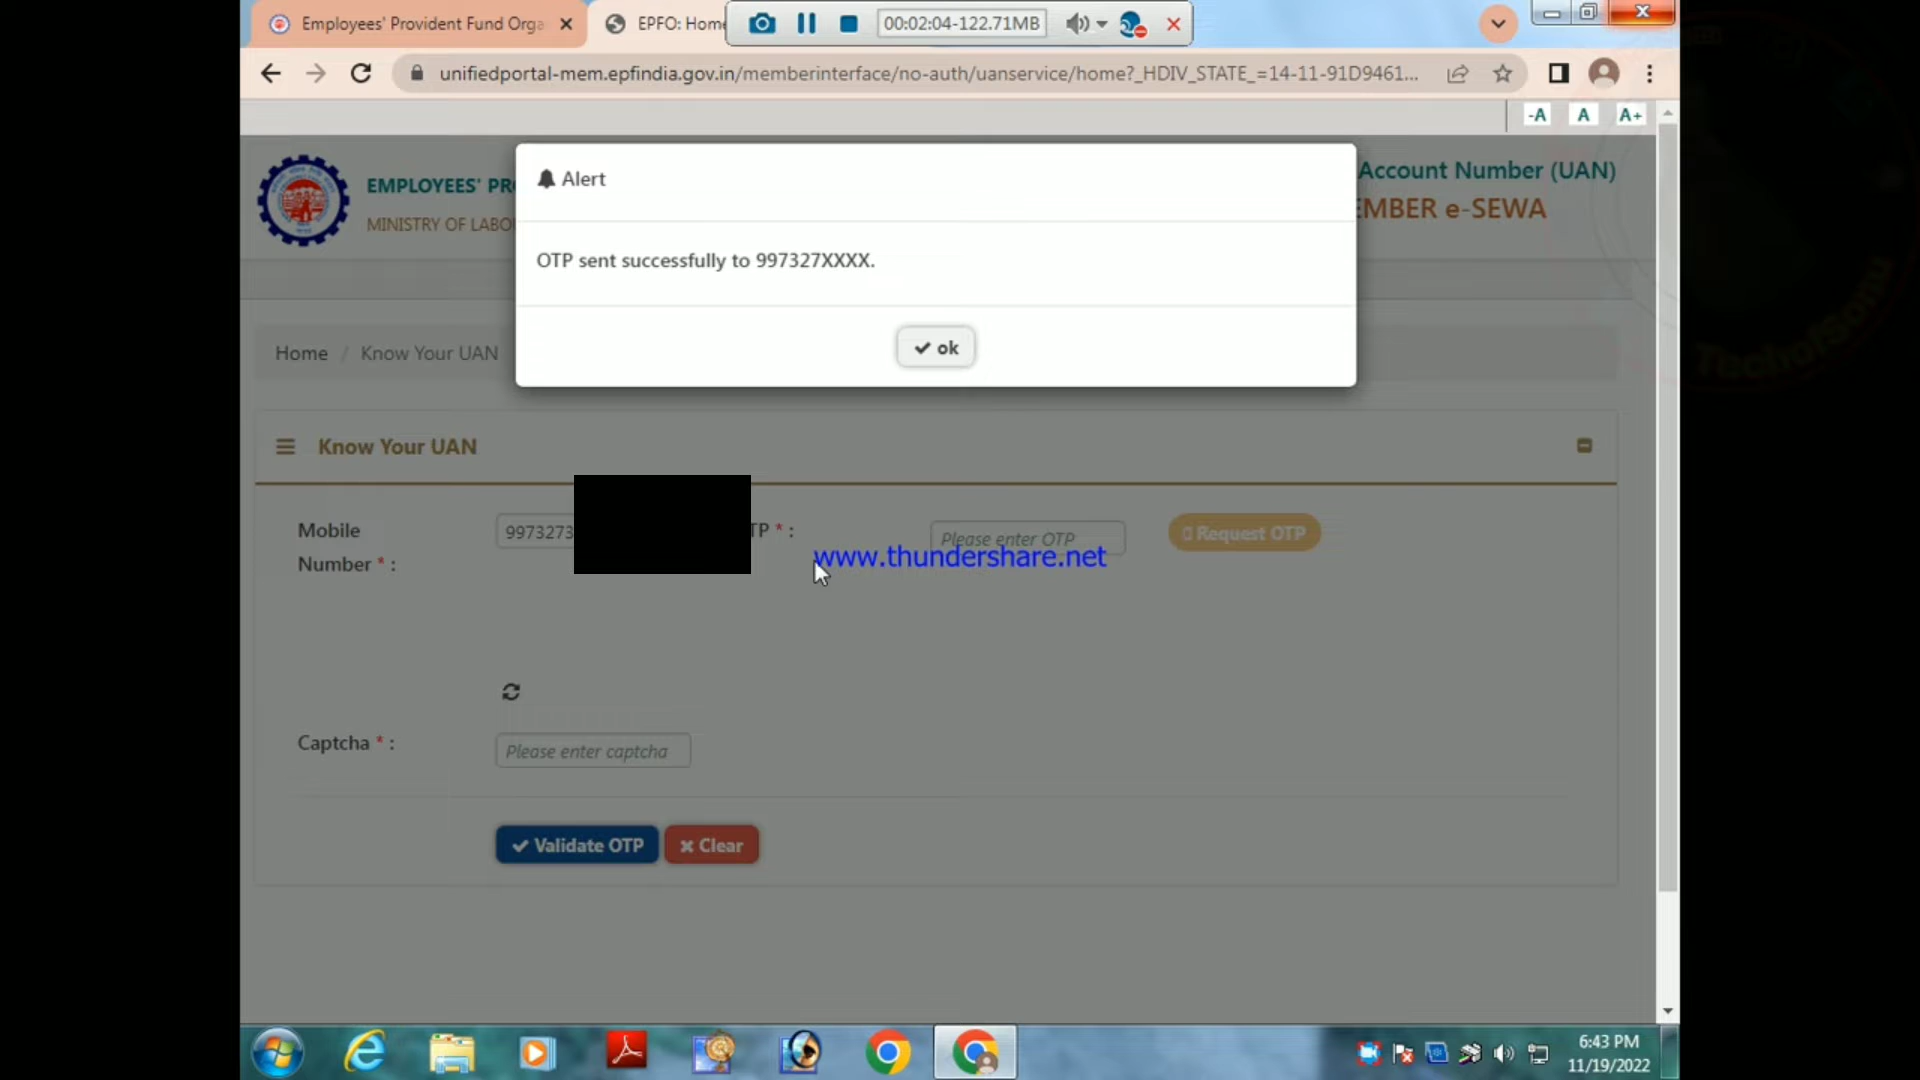 Employees' Provident Fund Orga
EPFO: Home
00:02:04-122.71MB
unifiedportal-mem.epfindia.gov.in/memberinterface/no-auth/uanservice/home?_HDIV_STATE_=14-11-91D9461...
-A A A+
EMPLOYEES' PR
MINISTRY OF LABO
Account Number (UAN)
EMBER e-SEWA
Alert
OTP sent successfully to 997327XXXX.
ok
Home / Know Your UAN
Know Your UAN
Mobile Number * :
9973273
TP * :
Please enter OTP
Request OTP
www.thundershare.net
Captcha * :
Please enter captcha
Validate OTP
Clear
TechofSonu
6:43 PM
11/19/2022